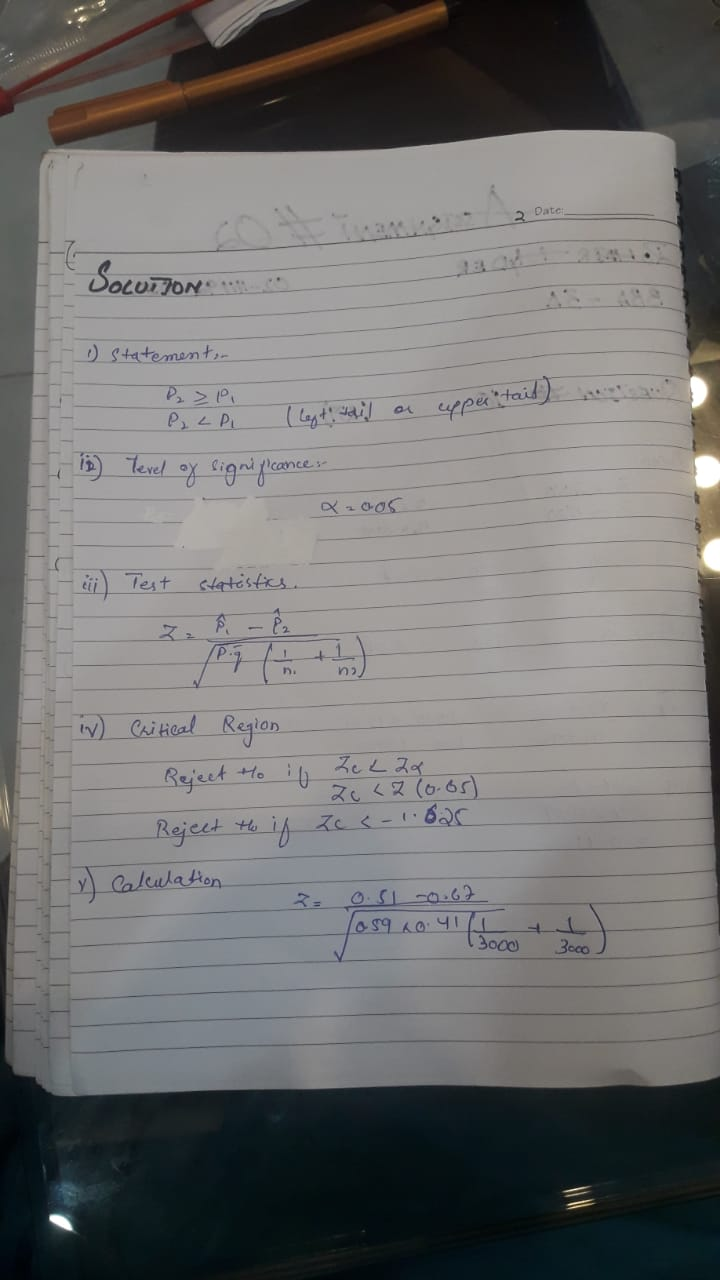 2 Date:
SOLUTION
i) Statement:-
P₂ ≥ P₁
P₂ < P₁ (left tail or upper tail)
ii) level of significance:-
α = 0.05
iii) Test statistics.
Z = P̂₁ - P̂₂
√P̄.q̄ (1/n₁ + 1/n₂)
iv) Critical Region
Reject Ho if Zc < Zα
Zc < Z (0.05)
Reject Ho if Zc < -1.625
v) Calculation
Z = 0.51 - 0.67
√0.59 x 0.41 (1/3000 + 1/3000)